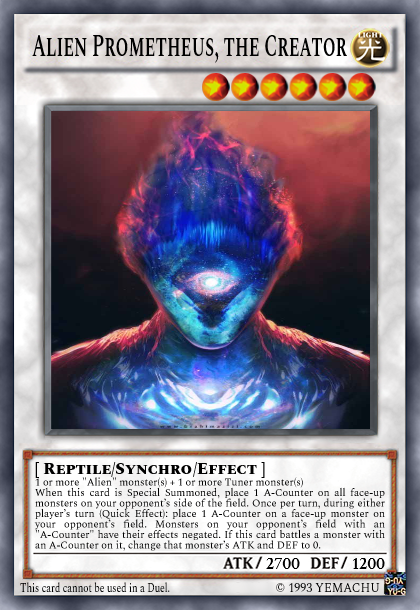 ALIEN PROMETHEUS, THE CREATOR
LIGHT
光
[ REPTILE/SYNCHRO/EFFECT ]
1 or more "Alien" monster(s) + 1 or more Tuner monster(s)
When this card is Special Summoned, place 1 A-Counter on all face-up
monsters on your opponent's side of the field. Once per turn, during either
player's turn (Quick Effect): place 1 A-Counter on a face-up monster on
your opponent's field. Monsters on your opponent's field with an
"A-Counter" have their effects negated. If this card battles a monster with
an A-Counter on it, change that monster's ATK and DEF to 0.
ATK/ 2700 DEF/ 1200
This card cannot be used in a Duel.
© 1993 YEMACHU